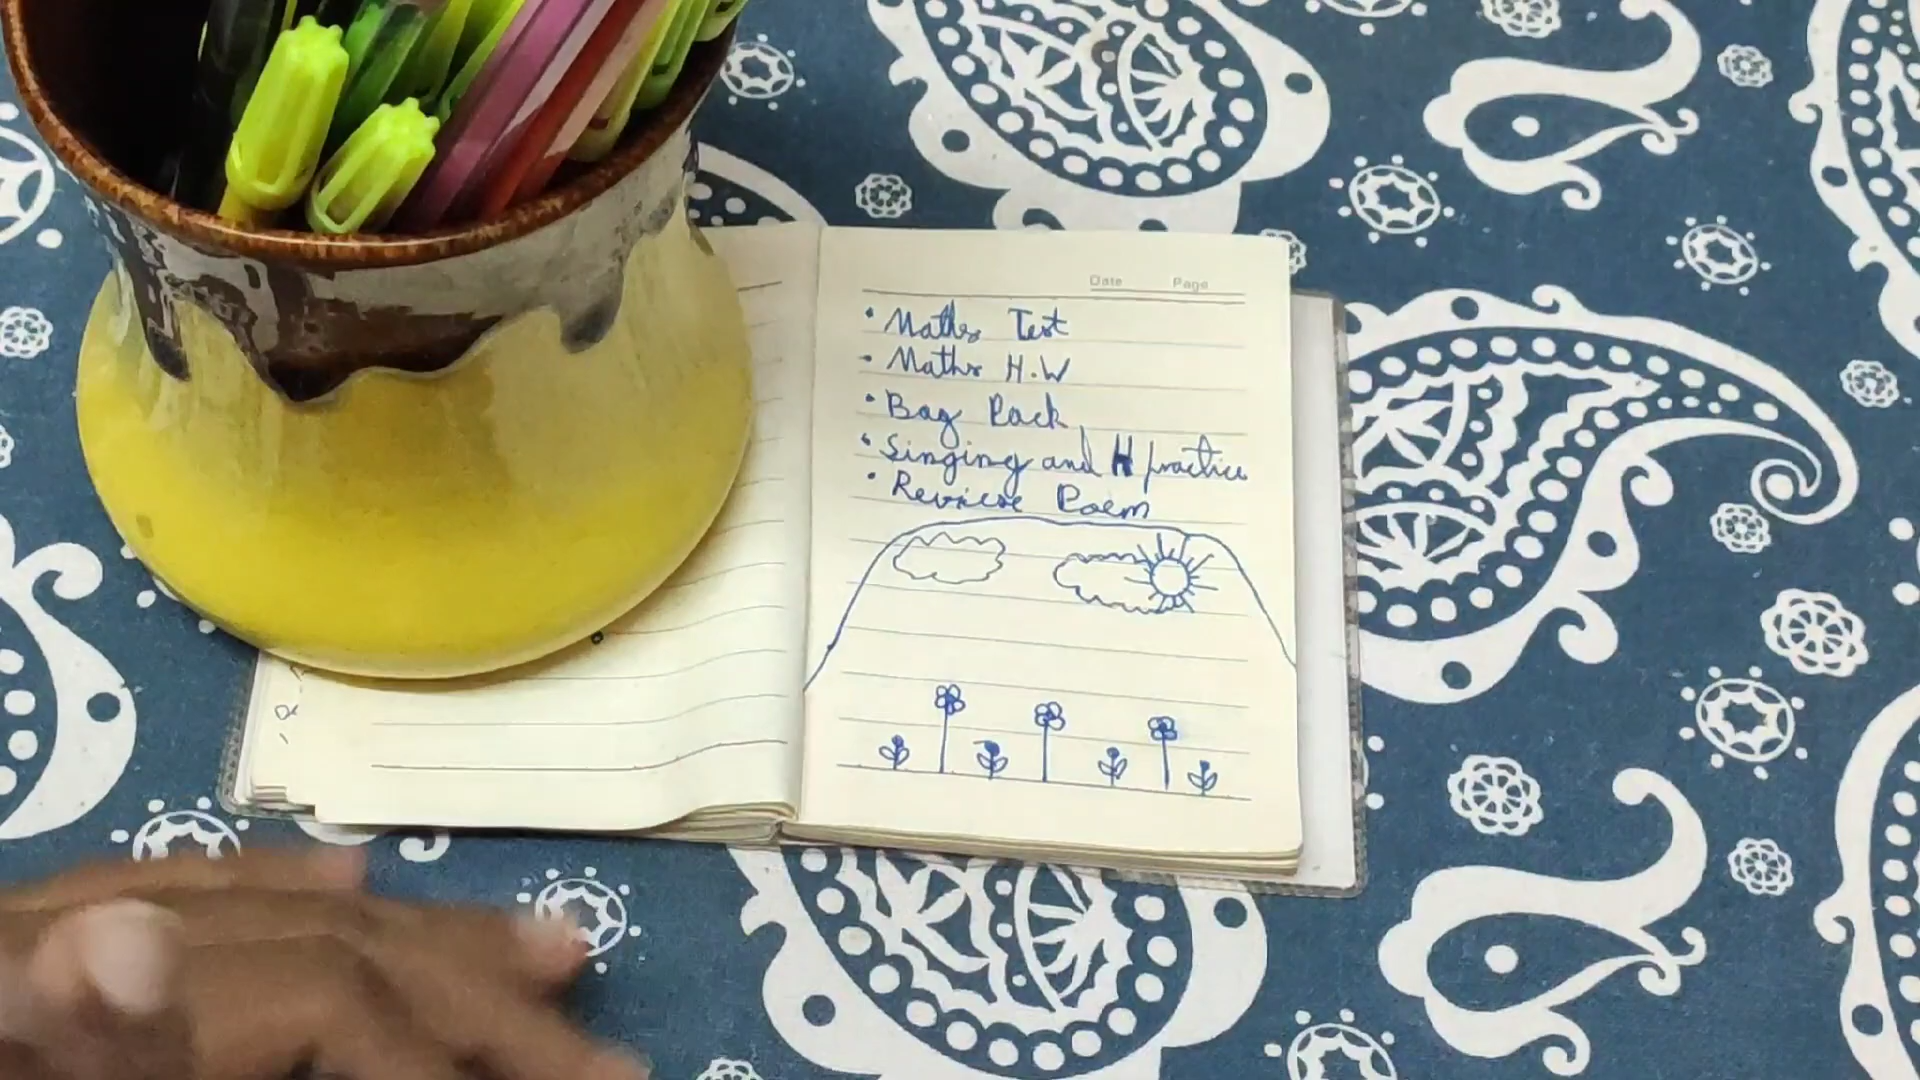 Date Page
• Maths Test
• Maths H.W
• Bag Pack
• Singing and H practice
• Revise Poem